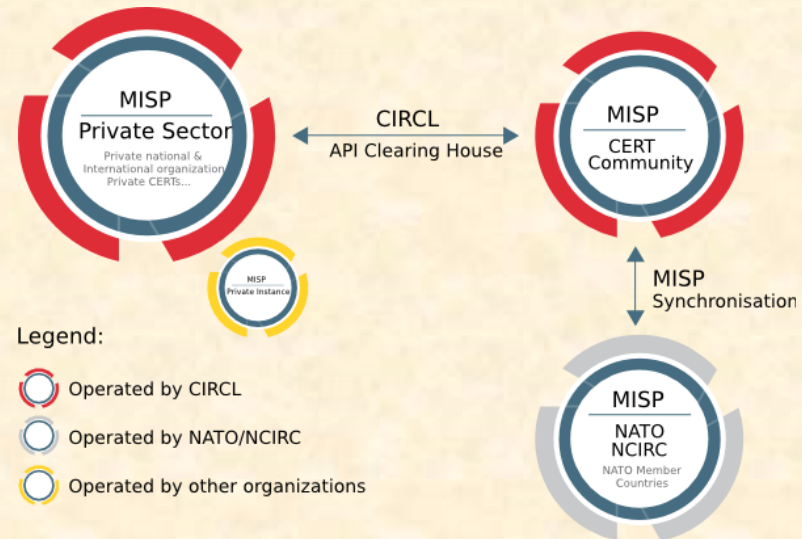 MISP
Private Sector
Private national &
International organization
Private CERTs...
CIRCL
API Clearing House
MISP
CERT
Community
MISP
Private Instance
MISP
Synchronisation
Legend:
Operated by CIRCL
Operated by NATO/NCIRC
Operated by other organizations
MISP
NATO
NCIRC
NATO Member
Countries